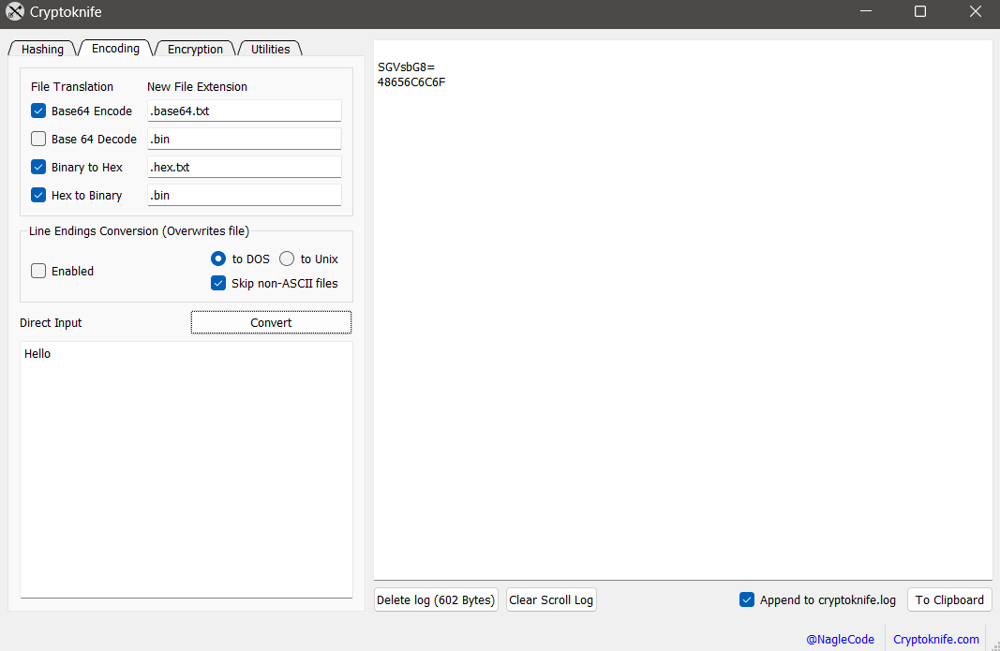 Cryptoknife
Hashing Encoding Encryption Utilities
File Translation New File Extension
Base64 Encode .base64.txt
Base 64 Decode .bin
Binary to Hex .hex.txt
Hex to Binary .bin
Line Endings Conversion (Overwrites file)
Enabled
to DOS to Unix
Skip non-ASCII files
Direct Input Convert
Hello
SGVsbG8=
48656C6C6F
Delete log (602 Bytes) Clear Scroll Log Append to cryptoknife.log To Clipboard
@NagleCode Cryptoknife.com